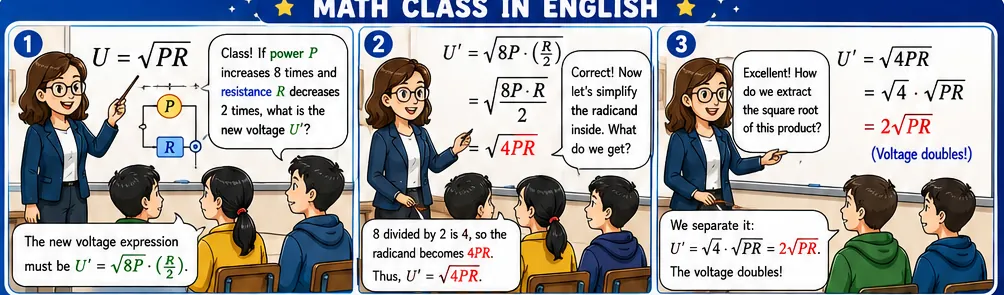 MATH CLASS IN ENGLISH
1
U = √PR
Class! If power P
increases 8 times and
resistance R decreases
2 times, what is the
new voltage U′?
P
R
The new voltage expression
must be U′ = √8P · (R/2).
2
U′ = √8P · (R/2)
= √8P · R/2
= √4PR
Correct! Now
let's simplify
the radicand
inside. What
do we get?
8 divided by 2 is 4, so the
radicand becomes 4PR.
Thus, U′ = √4PR.
3
Excellent! How
do we extract
the square root
of this product?
U′ = √4PR
= √4 · √PR
= 2√PR
(Voltage doubles!)
We separate it:
U′ = √4 · √PR = 2√PR.
The voltage doubles!